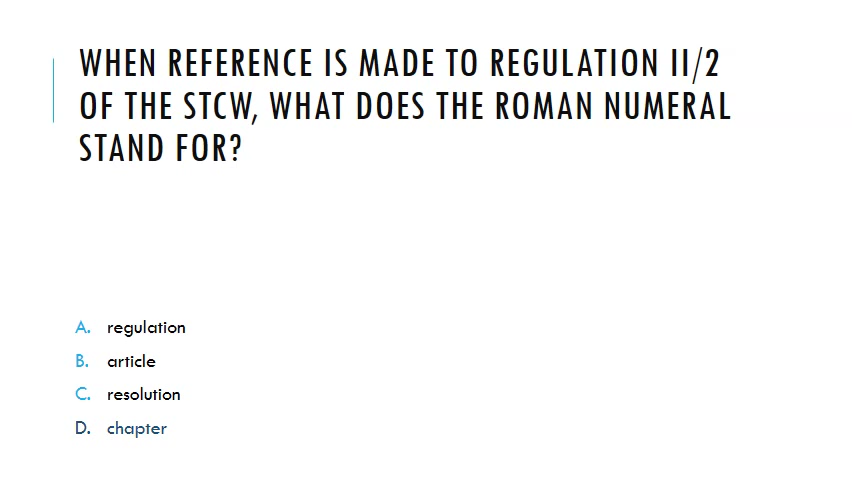 WHEN REFERENCE IS MADE TO REGULATION II/2
OF THE STCW, WHAT DOES THE ROMAN NUMERAL
STAND FOR?
A. regulation
B. article
C. resolution
D. chapter